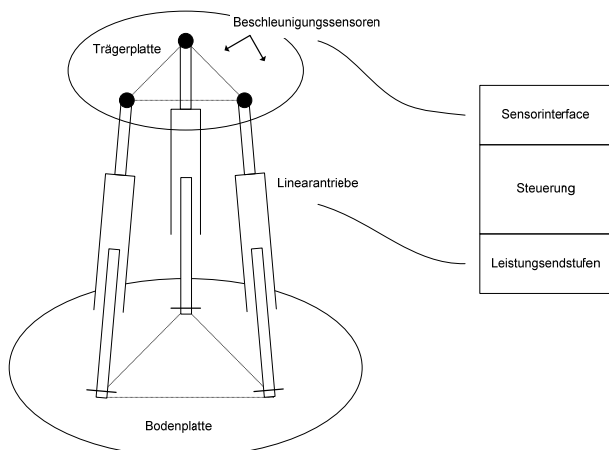 Beschleunigungssensoren
Trägerplatte
Sensorinterface
Linearantriebe
Steuerung
Leistungsendstufen
Bodenplatte